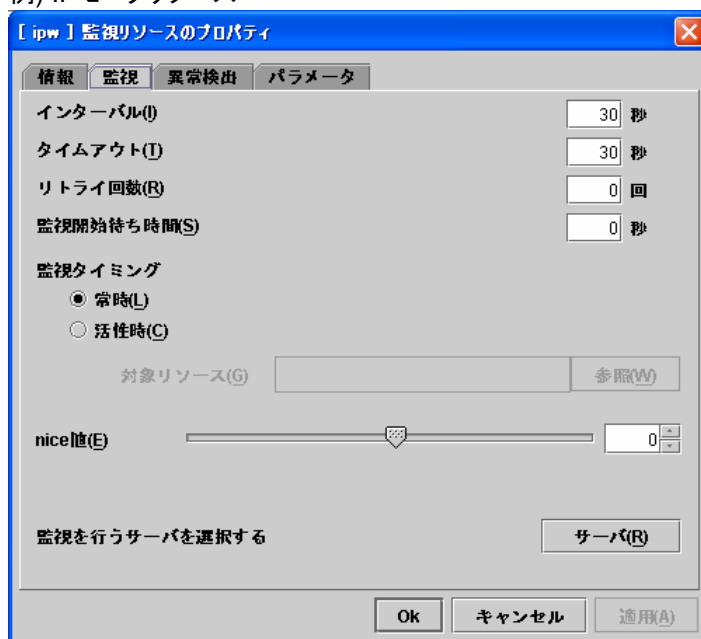 [ ipw ] 監視リソースのプロパティ
情報 監視 異常検出 パラメータ
インターバル(I) 30 秒
タイムアウト(T) 30 秒
リトライ回数(R) 0 回
監視開始待ち時間(S) 0 秒
監視タイミング
常時(L)
活性時(C)
対象リソース(G) 参照(W)
nice値(E) 0
監視を行うサーバを選択する サーバ(R)
Ok キャンセル 適用(A)